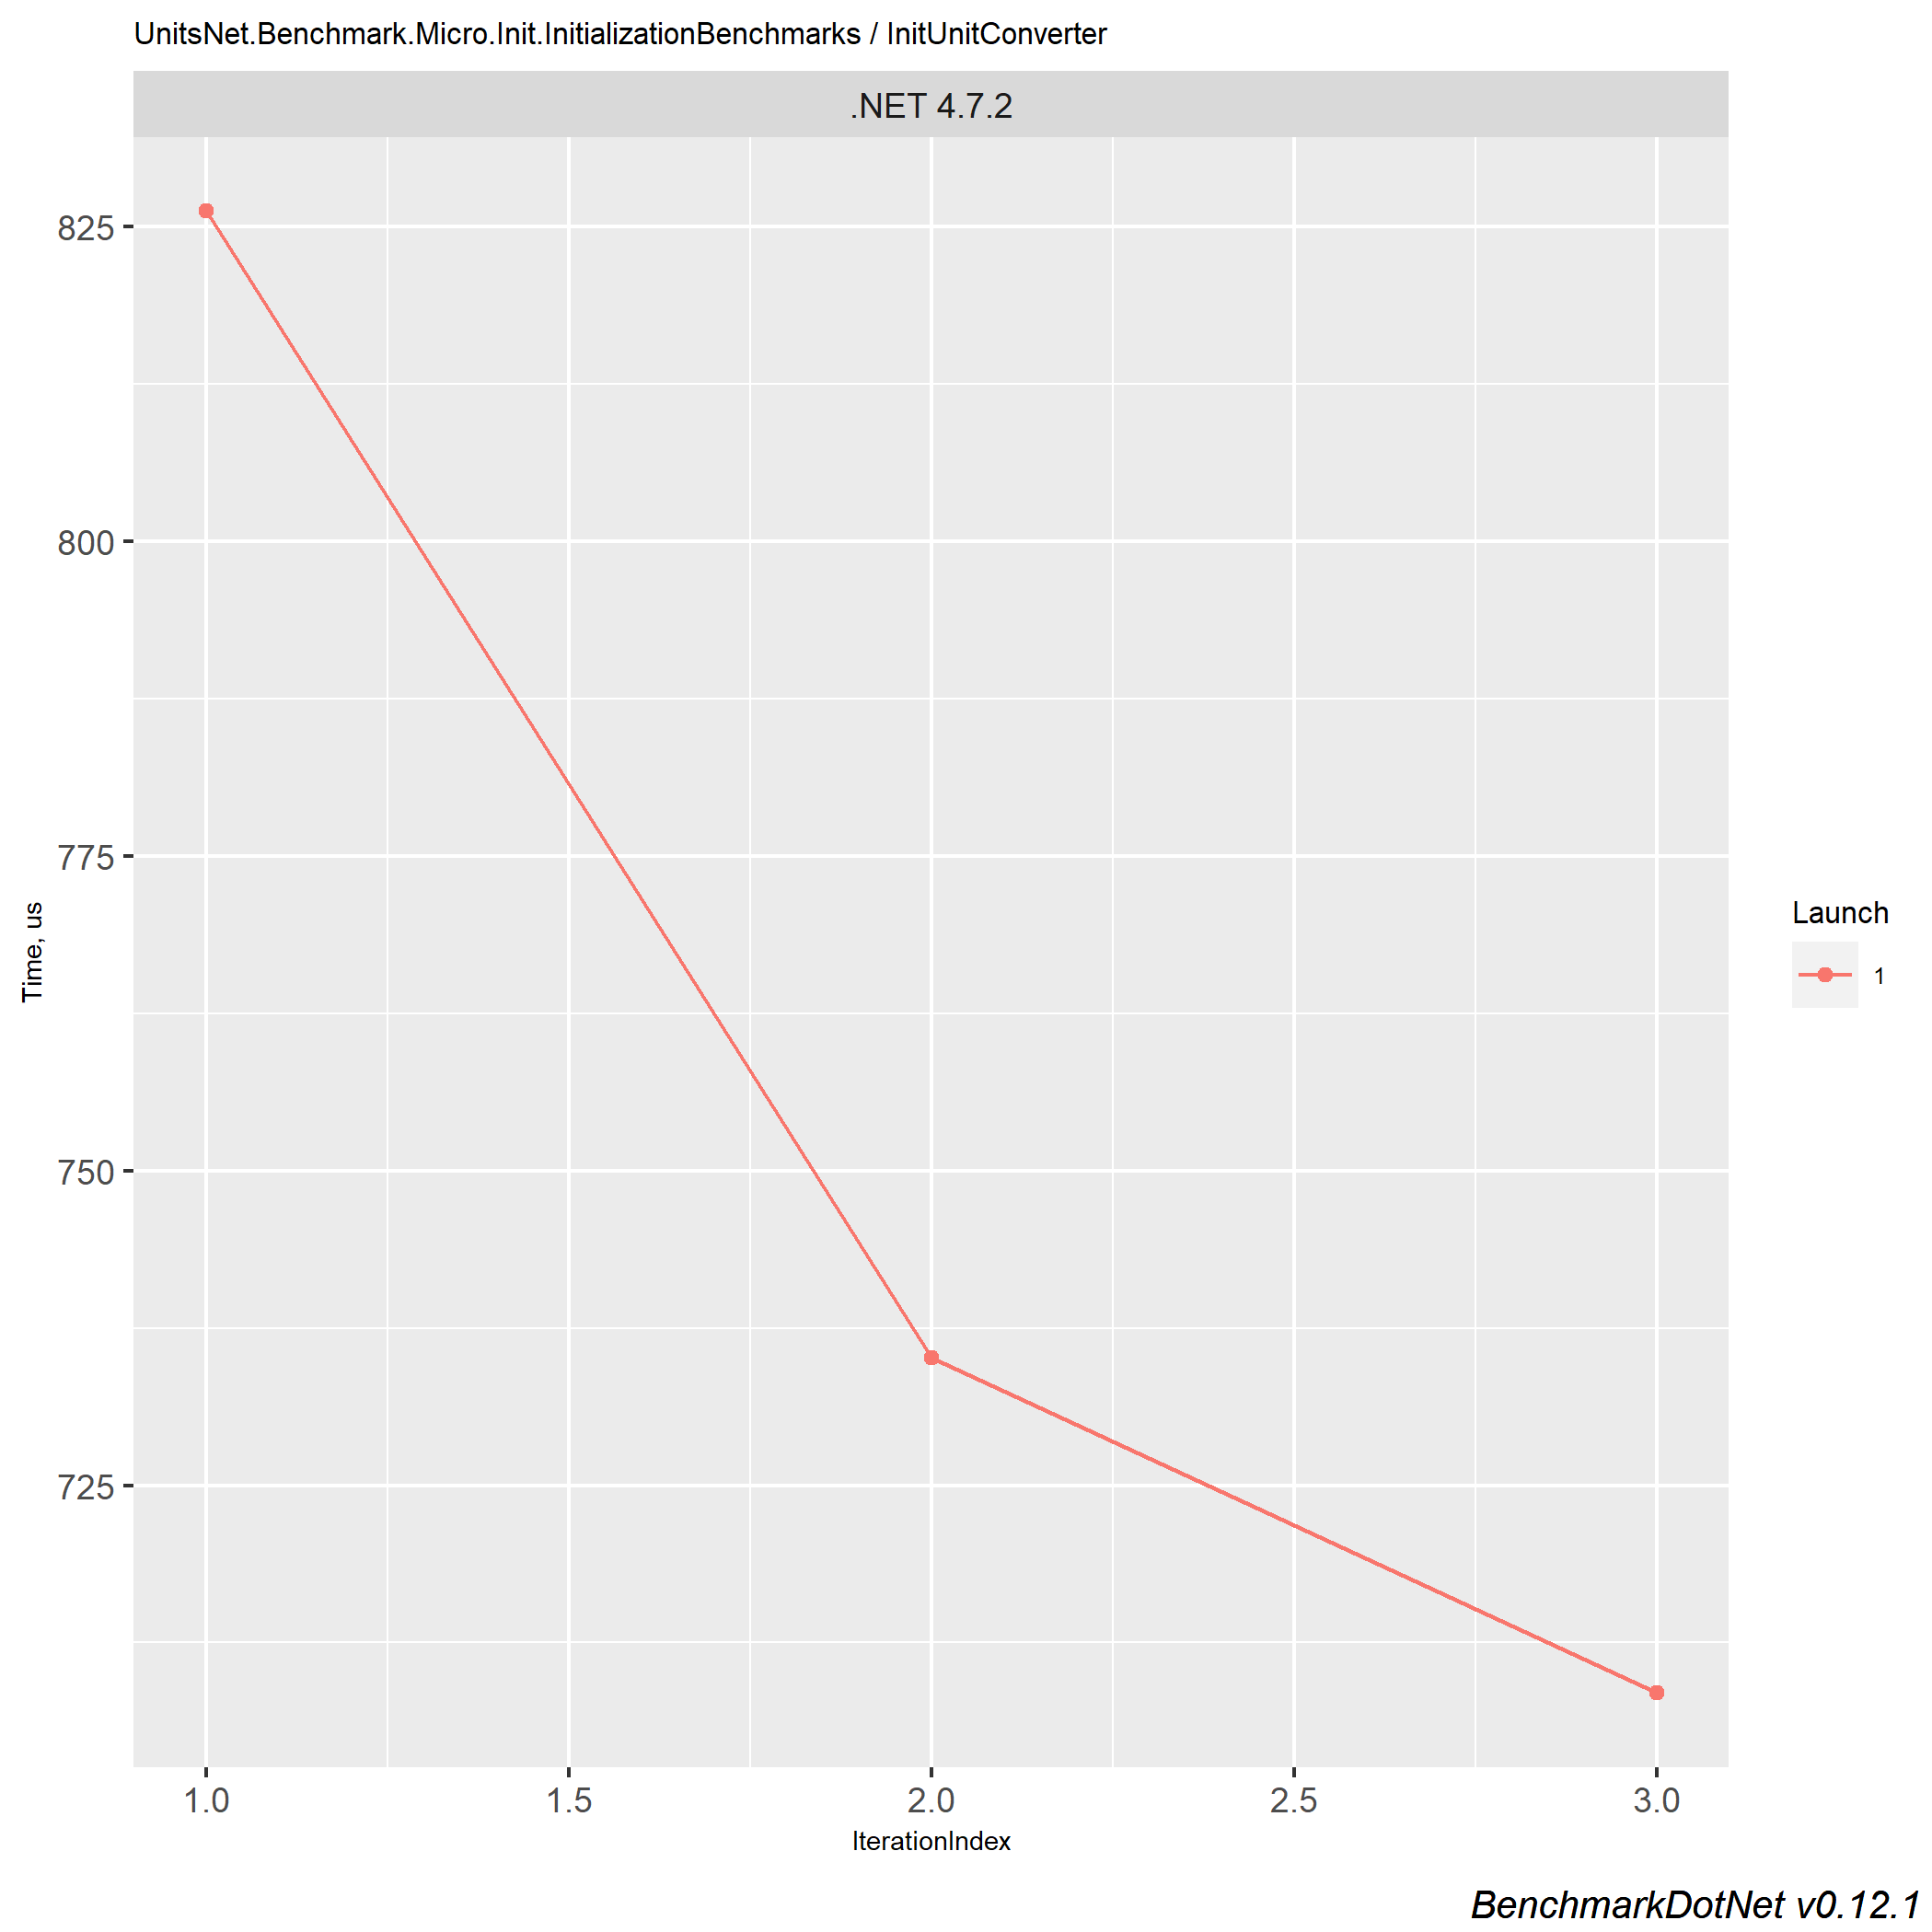 UnitsNet.Benchmark.Micro.Init.InitializationBenchmarks / InitUnitConverter
.NET 4.7.2
825
800
775
750
725
Time, us
1.0
1.5
2.0
2.5
3.0
IterationIndex
Launch
1
BenchmarkDotNet v0.12.1